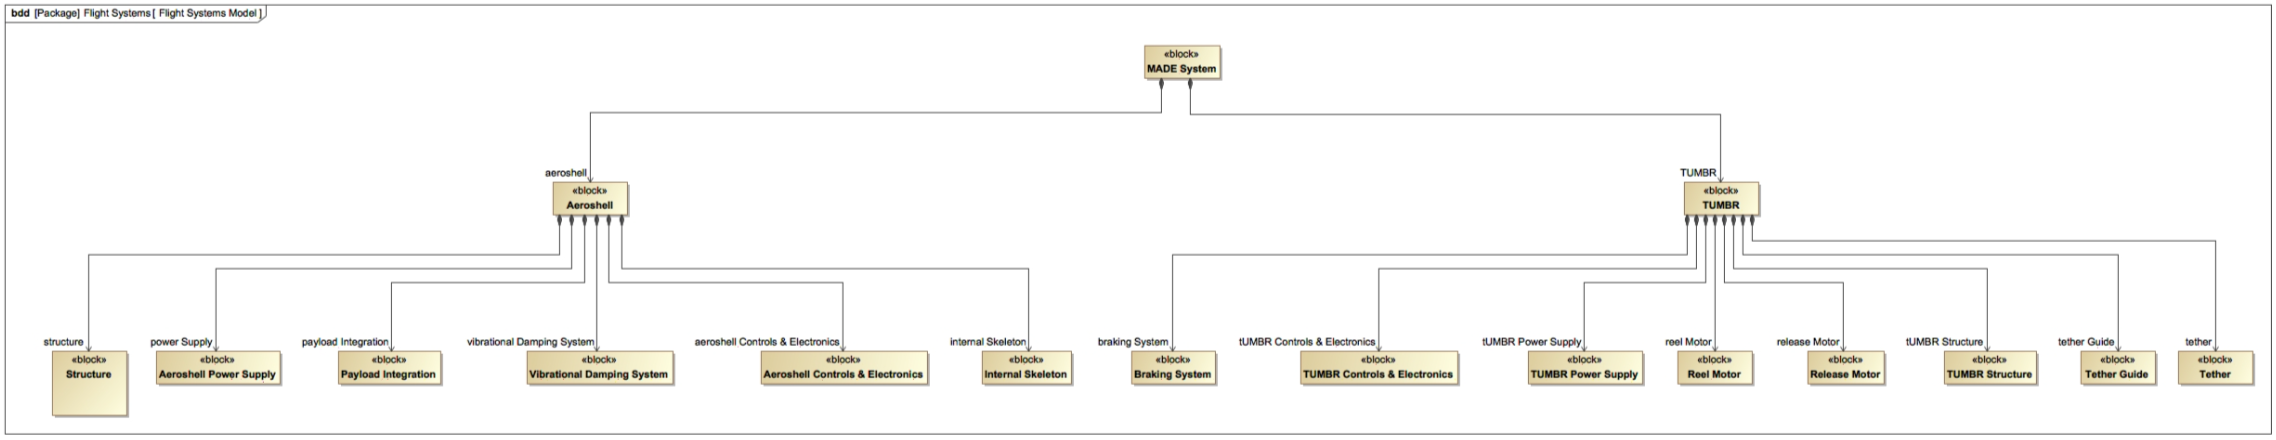 bdd [Package] Flight Systems [ Flight Systems Model ]
«block»
MADE System
aeroshell
«block»
Aeroshell
TUMBR
«block»
TUMBR
structure
«block»
Structure
power Supply
«block»
Aeroshell Power Supply
payload Integration
«block»
Payload Integration
vibrational Damping System
«block»
Vibrational Damping System
aeroshell Controls & Electronics
«block»
Aeroshell Controls & Electronics
internal Skeleton
«block»
Internal Skeleton
braking System
«block»
Braking System
tUMBR Controls & Electronics
«block»
TUMBR Controls & Electronics
tUMBR Power Supply
«block»
TUMBR Power Supply
reel Motor
«block»
Reel Motor
release Motor
«block»
Release Motor
tUMBR Structure
«block»
TUMBR Structure
tether Guide
«block»
Tether Guide
tether
«block»
Tether